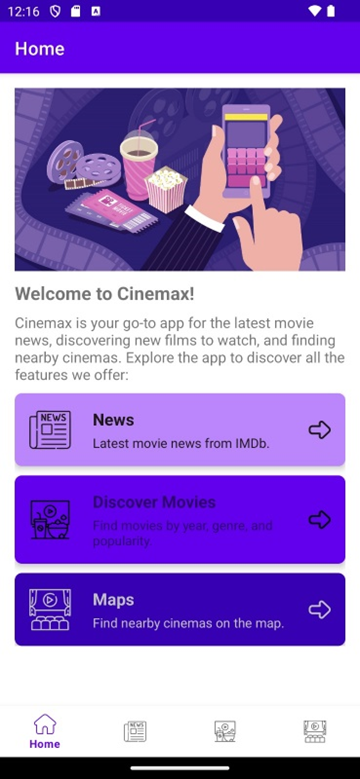 12:16
Home
Welcome to Cinemax!
Cinemax is your go-to app for the latest movie
news, discovering new films to watch, and finding
nearby cinemas. Explore the app to discover all the
features we offer:
NEWS
News
Latest movie news from IMDb.
Discover Movies
Find movies by year, genre, and
popularity.
Maps
Find nearby cinemas on the map.
Home
NEWS